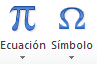 π Ω
Ecuación Símbolo